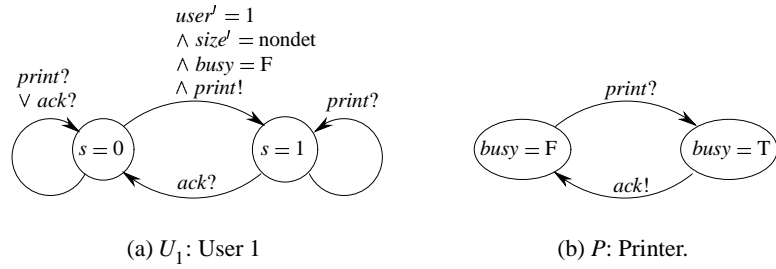 user′ = 1
∧ size′ = nondet
∧ busy = F
∧ print!
print?
∨ ack?
print?
s = 0
s = 1
ack?
(a) U1: User 1
print?
busy = F
busy = T
ack!
(b) P: Printer.